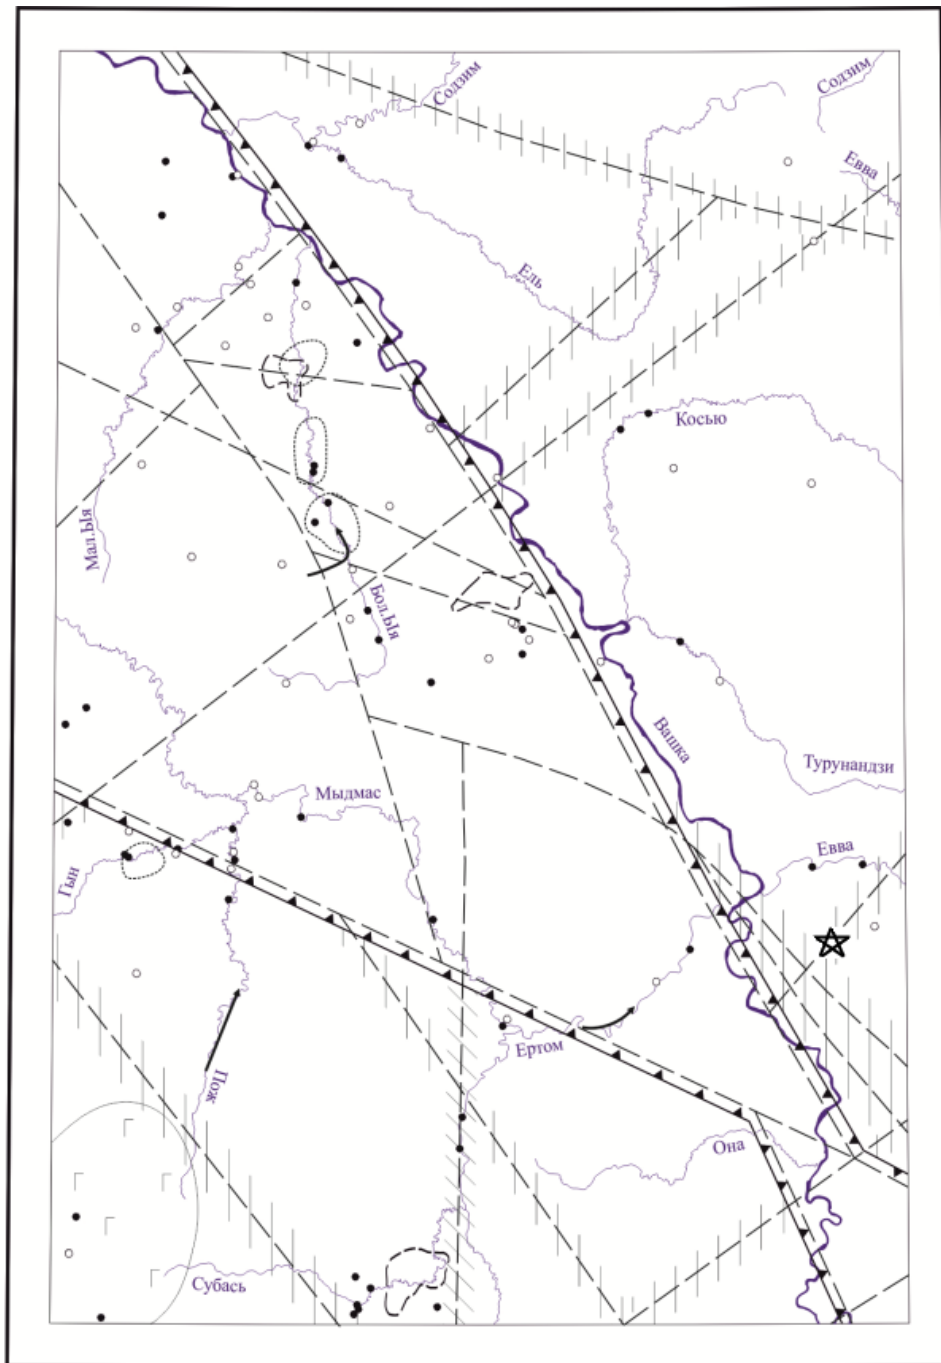 Содзим
Содзим
Евва
Ель
Косью
Мал.Ыя
Бол.Ыя
Вашка
Турунандзи
Мыдмас
Евва
Гын
Ертом
Пож
Она
Субась